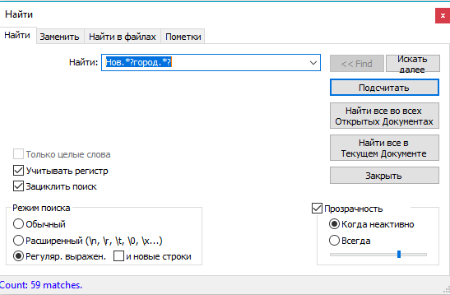 Найти
Найти Заменить Найти в файлах Пометки
Найти: Нов.*?город.*?
<< Find
Искать далее
Подсчитать
Найти все во всех
Открытых Документах
Найти все в
Текущем Документе
Закрыть
Только целые слова
Учитывать регистр
Зациклить поиск
Режим поиска
Обычный
Расширенный (\n, \r, \t, \0, \x...)
Регуляр. выражен. и новые строки
Прозрачность
Когда неактивно
Всегда
Count: 59 matches.